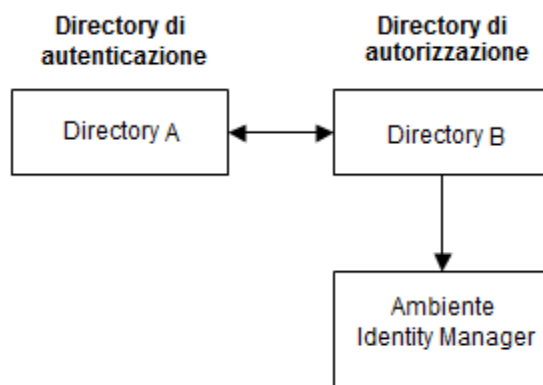 Directory di
autenticazione
Directory di
autorizzazione
Directory A
Directory B
Ambiente
Identity Manager